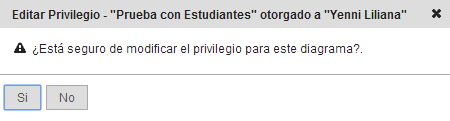 Editar Privilegio - "Prueba con Estudiantes" otorgado a "Yenni Liliana"
¿Está seguro de modificar el privilegio para este diagrama?.
Si No